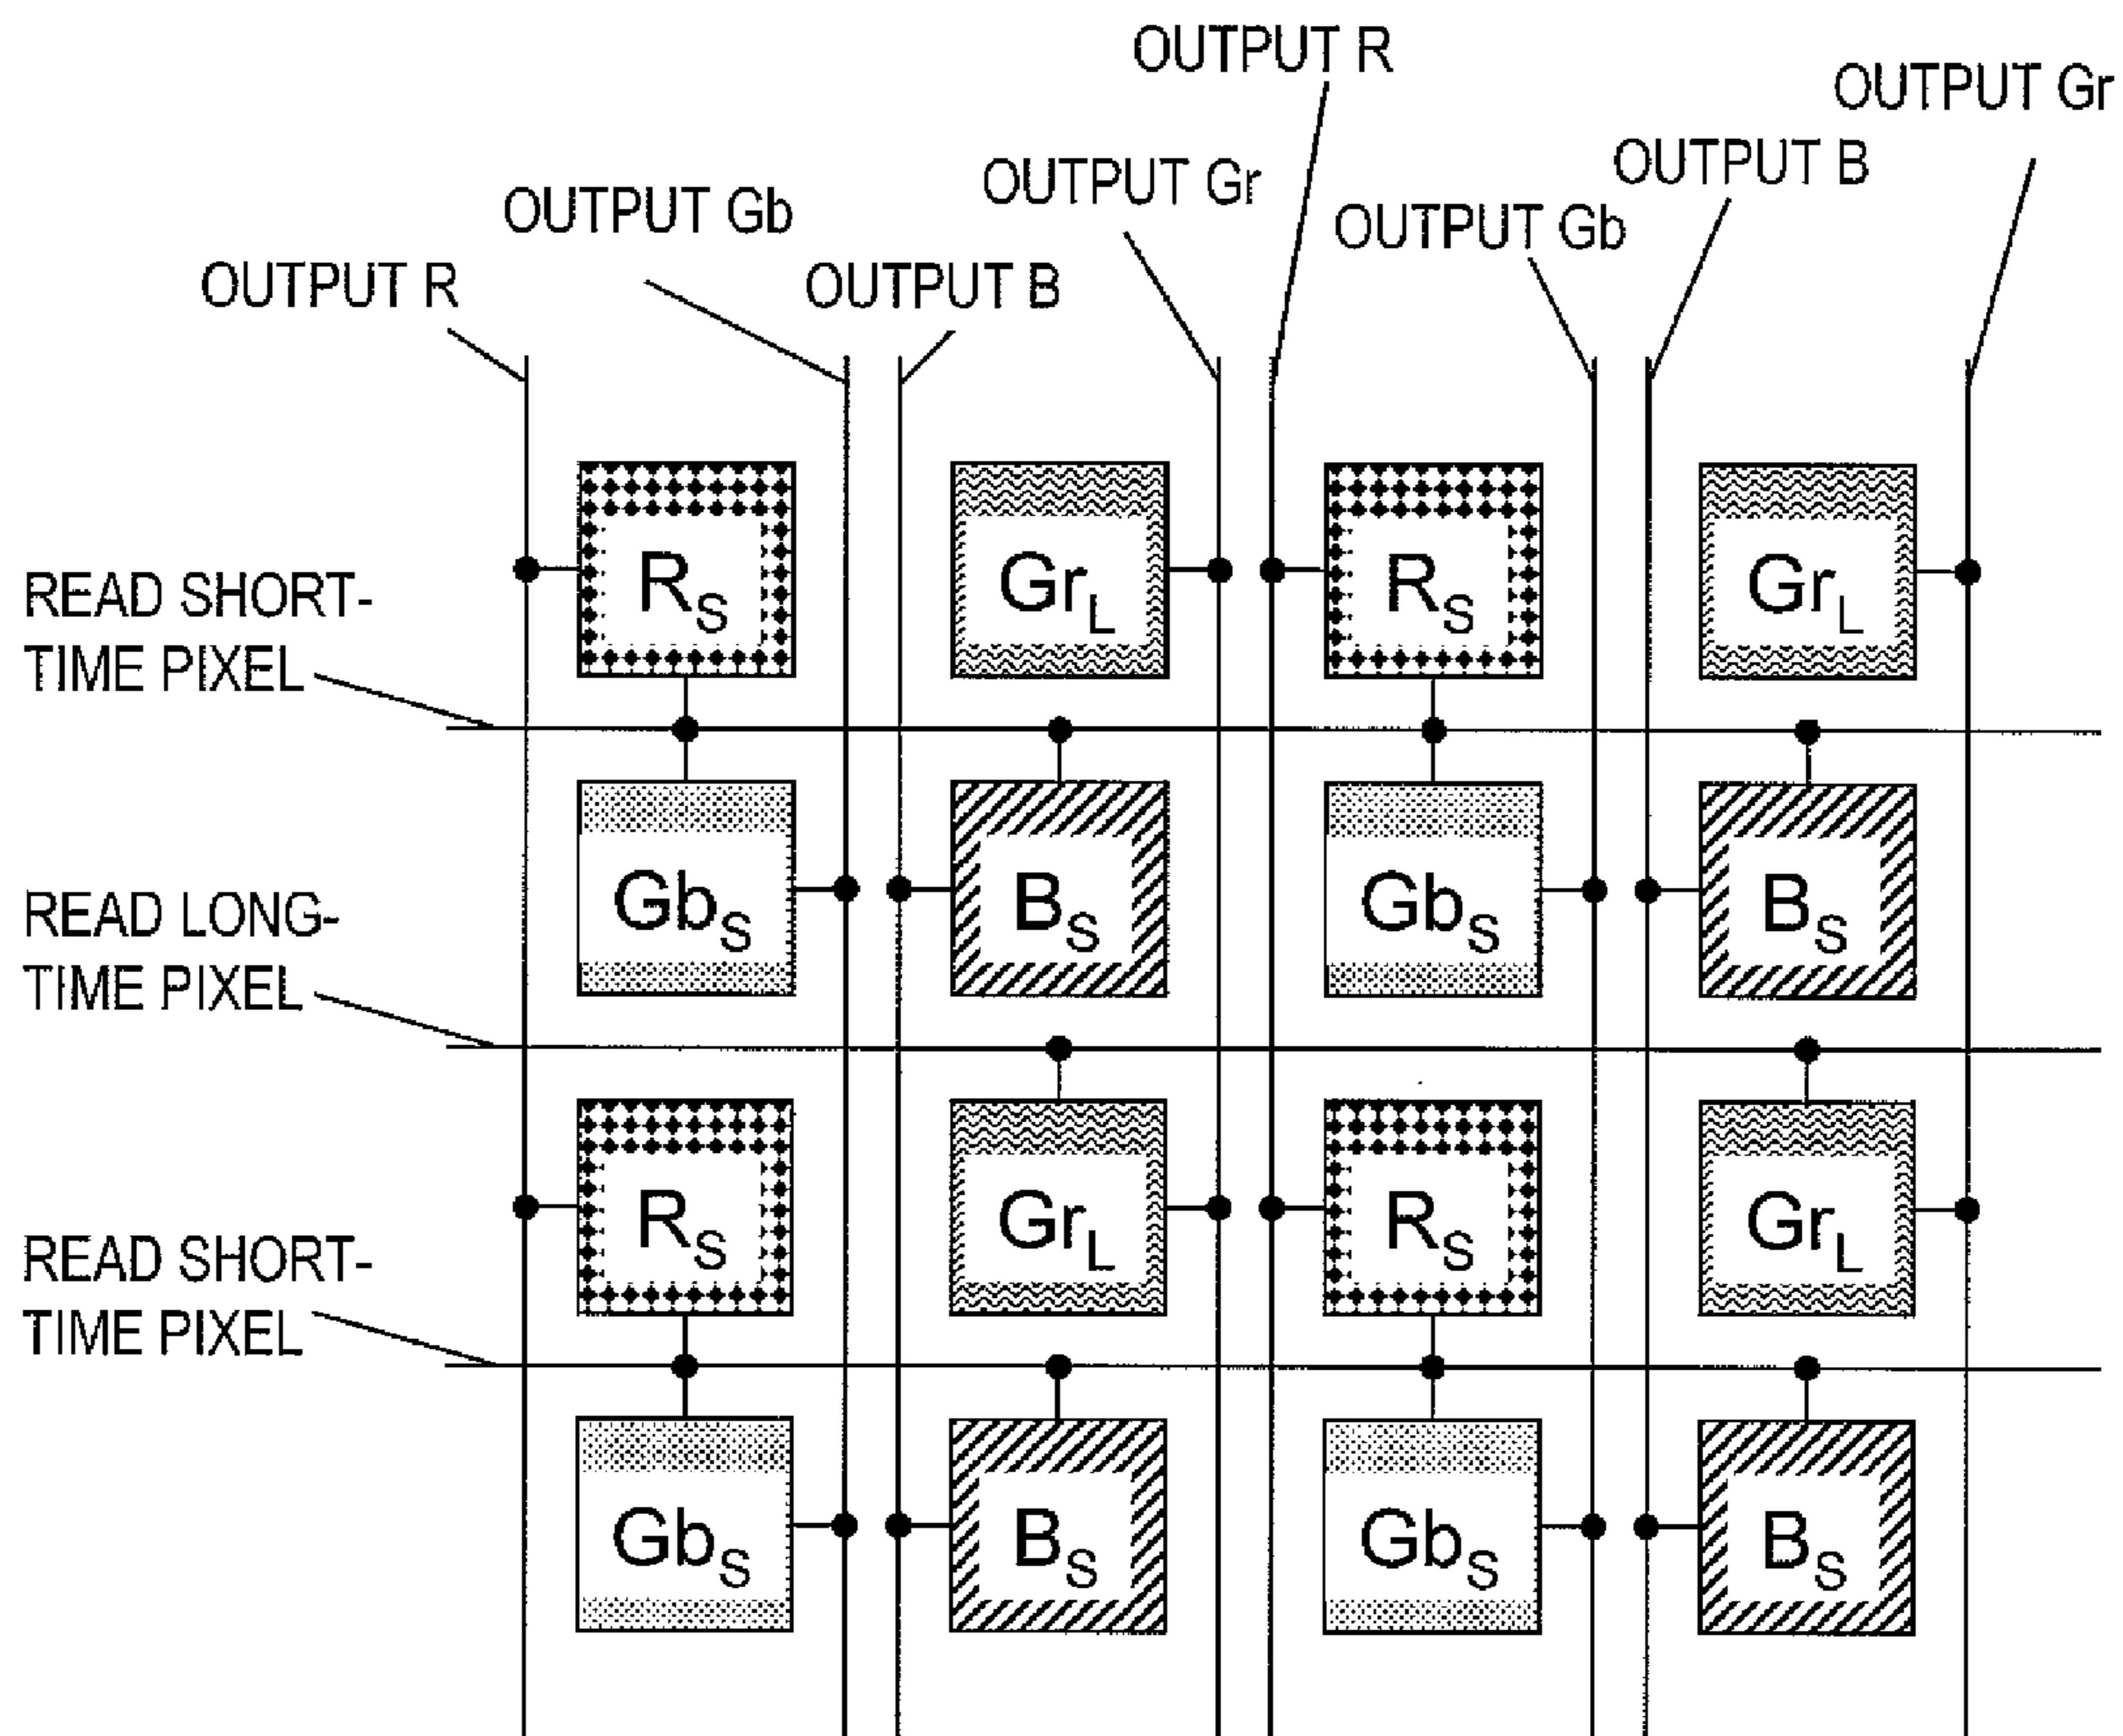 OUTPUT R
OUTPUT Gr
OUTPUT B
OUTPUT Gr
OUTPUT Gb
OUTPUT Gb
OUTPUT B
OUTPUT R
R_S Gr_L R_S Gr_L
READ SHORT-
TIME PIXEL
Gb_S B_S Gb_S B_S
READ LONG-
TIME PIXEL
R_S Gr_L R_S Gr_L
READ SHORT-
TIME PIXEL
Gb_S B_S Gb_S B_S